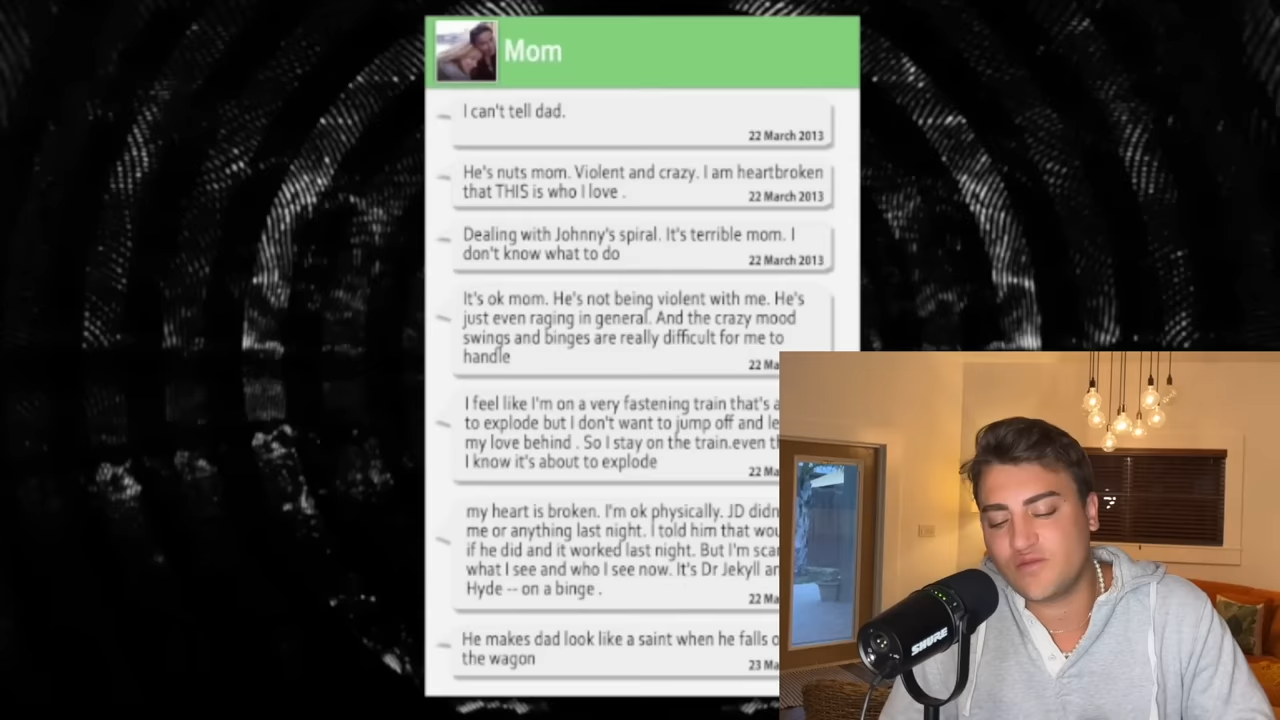 Mom
I can't tell dad.
22 March 2013
He's nuts mom. Violent and crazy. I am heartbroken
that THIS is who I love .
22 March 2013
Dealing with Johnny's spiral. It's terrible mom. I
don't know what to do
22 March 2013
It's ok mom. He's not being violent with me. He's
just even raging in general. And the crazy mood
swings and binges are really difficult for me to
handle
22 Ma
I feel like I'm on a very fastening train that's a
to explode but I don't want to jump off and le
my love behind . So I stay on the train.even th
I know it's about to explode
22 Ma
my heart is broken. I'm ok physically. JD didn
me or anything last night. I told him that wou
if he did and it worked last night. But I'm scar
what I see and who I see now. It's Dr Jekyll an
Hyde -- on a binge .
22 Ma
He makes dad look like a saint when he falls o
the wagon
23 Ma
SHURE